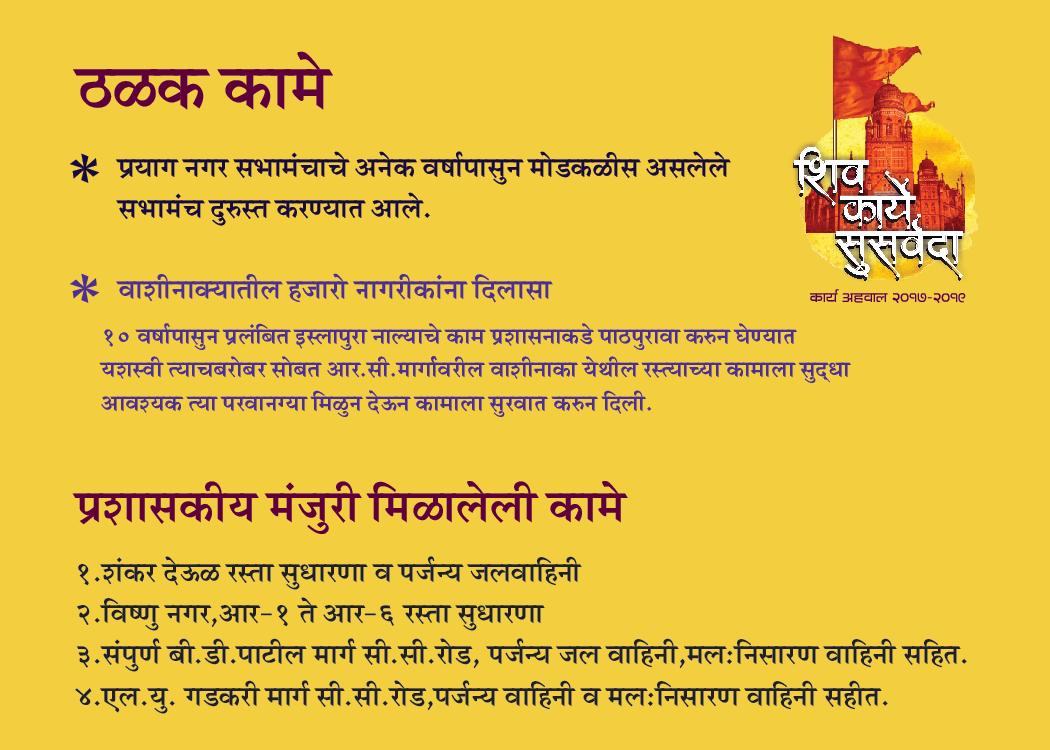 ठळक कामे
* प्रयाग नगर सभामंचाचे अनेक वर्षापासुन मोडकळीस असलेले
सभामंच दुरुस्त करण्यात आले.
शिव
कार्य
सुसंवेदा
कार्य अहवाल २०१७-२०१९
* वाशीनाक्यातील हजारो नागरीकांना दिलासा
१० वर्षापासुन प्रलंबित इस्लापुरा नाल्याचे काम प्रशासनाकडे पाठपुरावा करुन घेण्यात
यशस्वी त्याचबरोबर सोबत आर.सी.मार्गावरील वाशीनाका येथील रस्त्याच्या कामाला सुद्धा
आवश्यक त्या परवानग्या मिळुन देऊन कामाला सुरवात करुन दिली.
प्रशासकीय मंजुरी मिळालेली कामे
१.शंकर देऊळ रस्ता सुधारणा व पर्जन्य जलवाहिनी
२.विष्णु नगर,आर-१ ते आर-६ रस्ता सुधारणा
३.संपुर्ण बी.डी.पाटील मार्ग सी.सी.रोड, पर्जन्य जल वाहिनी,मल:निसारण वाहिनी सहित.
४.एल.यु. गडकरी मार्ग सी.सी.रोड,पर्जन्य वाहिनी व मल:निसारण वाहिनी सहीत.